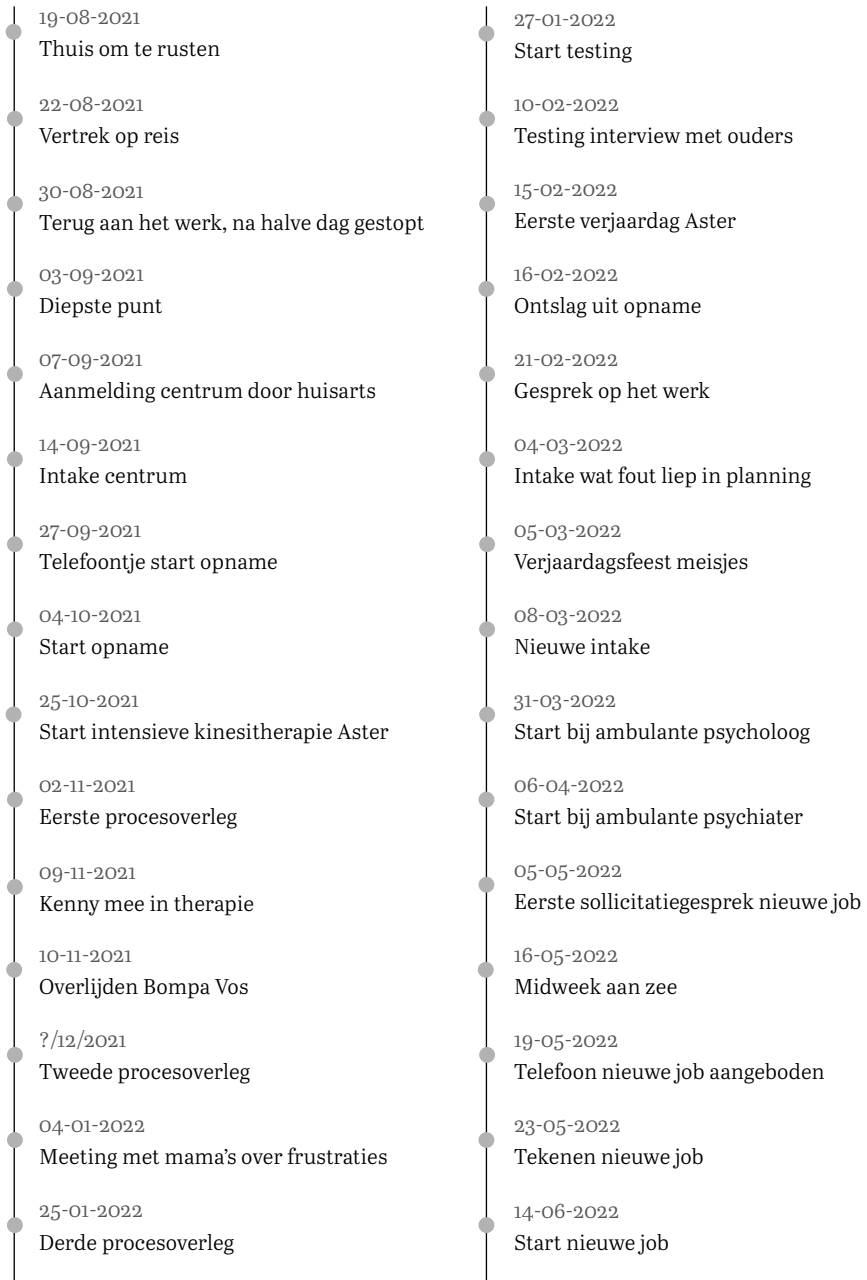 19-08-2021
Thuis om te rusten
22-08-2021
Vertrek op reis
30-08-2021
Terug aan het werk, na halve dag gestopt
03-09-2021
Diepste punt
07-09-2021
Aanmelding centrum door huisarts
14-09-2021
Intake centrum
27-09-2021
Telefoontje start opname
04-10-2021
Start opname
25-10-2021
Start intensieve kinesitherapie Aster
02-11-2021
Eerste procesoverleg
09-11-2021
Kenny mee in therapie
10-11-2021
Overlijden Bompa Vos
?/12/2021
Tweede procesoverleg
04-01-2022
Meeting met mama’s over frustraties
25-01-2022
Derde procesoverleg
27-01-2022
Start testing
10-02-2022
Testing interview met ouders
15-02-2022
Eerste verjaardag Aster
16-02-2022
Ontslag uit opname
21-02-2022
Gesprek op het werk
04-03-2022
Intake wat fout liep in planning
05-03-2022
Verjaardagsfeest meisjes
08-03-2022
Nieuwe intake
31-03-2022
Start bij ambulante psycholoog
06-04-2022
Start bij ambulante psychiater
05-05-2022
Eerste sollicitatiegesprek nieuwe job
16-05-2022
Midweek aan zee
19-05-2022
Telefoon nieuwe job aangeboden
23-05-2022
Tekenen nieuwe job
14-06-2022
Start nieuwe job